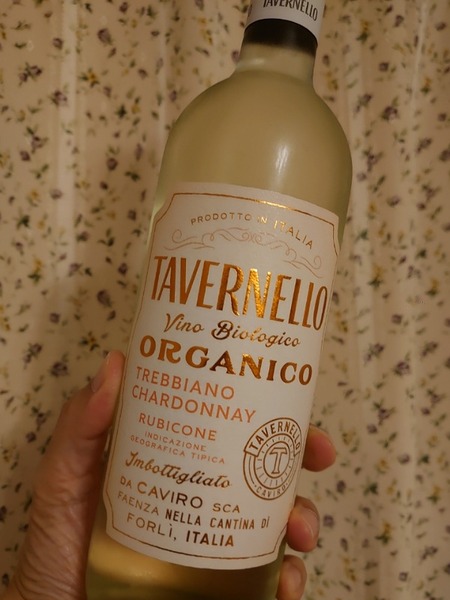 TAVERNELLO
PRODOTTO IN ITALIA
TAVERNELLO
Vino Biologico
ORGANICO
TREBBIANO
CHARDONNAY
RUBICONE
INDICAZIONE
GEOGRAFICA TIPICA
Imbottigliato
DA CAVIRO SCA
FAENZA NELLA CANTINA DI
FORLÌ, ITALIA
TAVERNELLO
T